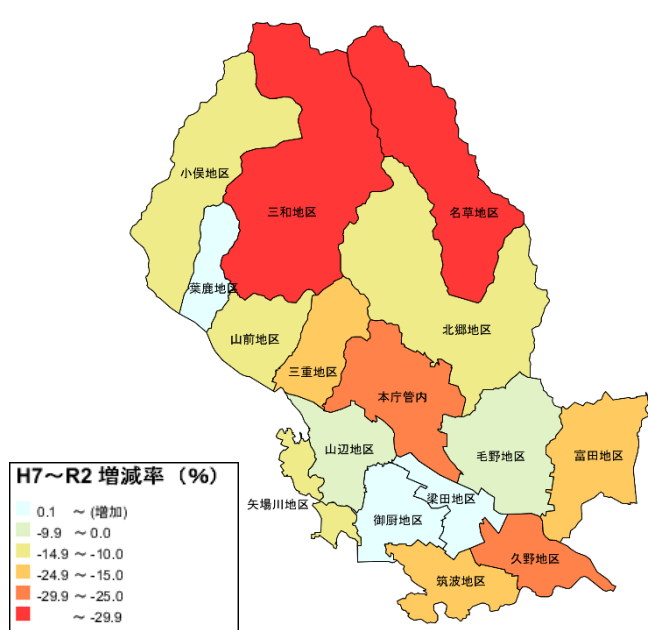 小俣地区
三和地区
名草地区
葉鹿地区
山前地区
北郷地区
三重地区
本庁管内
山辺地区
毛野地区
富田地区
矢場川地区
梁田地区
御厨地区
久野地区
筑波地区
H7～R2 増減率 （%）
0.1 ～ (増加)
-9.9 ～ 0.0
-14.9 ～ -10.0
-24.9 ～ -15.0
-29.9 ～ -25.0
～ -29.9